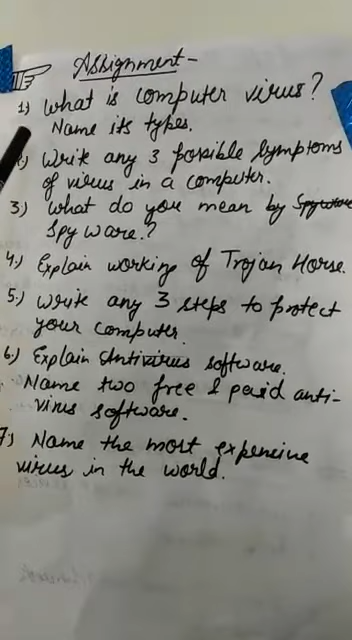 Assignment-
1) What is computer virus?
Name its types.
2) Write any 3 possible symptoms
of virus in a computer.
3) What do you mean by Spyware
Spy ware.?
4.) Explain working of Trojan Horse.
5.) Write any 3 steps to protect
your computer.
6.) Explain Antivirus software.
Name two free & paid anti-
virus software.
7.) Name the most expensive
virus in the world.